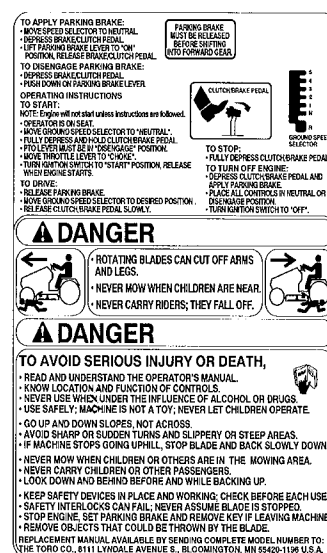 TO APPLY PARKING BRAKE:
• MOVE SPEED SELECTOR TO NEUTRAL.
• DEPRESS BRAKE/CLUTCH PEDAL.
• LIFT PARKING BRAKE LEVER TO "ON"
POSITION, RELEASE BRAKE/CLUTCH PEDAL.
TO DISENGAGE PARKING BRAKE:
• DEPRESS BRAKE/CLUTCH PEDAL.
• PUSH DOWN ON PARKING BRAKE LEVER.
PARKING BRAKE
MUST BE RELEASED
BEFORE SHIFTING
INTO FORWARD GEAR.
OPERATING INSTRUCTIONS
TO START:
NOTE: Engine will not start unless instructions are followed.
• OPERATOR IS ON SEAT.
• MOVE GROUND SPEED SELECTOR TO "NEUTRAL".
• FULLY DEPRESS AND HOLD CLUTCH/BRAKE PEDAL.
• PTO LEVER MUST BE IN "DISENGAGE" POSITION.
• MOVE THROTTLE LEVER TO "CHOKE".
• TURN IGNITION SWITCH TO "START" POSITION, RELEASE
WHEN ENGINE STARTS.
TO DRIVE:
• RELEASE PARKING BRAKE.
• MOVE GROUND SPEED SELECTOR TO DESIRED POSITION.
• RELEASE CLUTCH/BRAKE PEDAL SLOWLY.
CLUTCH/BRAKE PEDAL
5
4
3
2
1
N
R
GROUND SPEED
SELECTOR
TO STOP:
• FULLY DEPRESS CLUTCH/BRAKE PEDAL
TO TURN OFF ENGINE:
• DEPRESS CLUTCH/BRAKE PEDAL AND
APPLY PARKING BRAKE.
• PLACE ALL CONTROLS IN NEUTRAL OR
DISENGAGE POSITION.
• TURN IGNITION SWITCH TO "OFF".
DANGER
• ROTATING BLADES CAN CUT OFF ARMS
AND LEGS.
• NEVER MOW WHEN CHILDREN ARE NEAR.
• NEVER CARRY RIDERS; THEY FALL OFF.
DANGER
TO AVOID SERIOUS INJURY OR DEATH,
• READ AND UNDERSTAND THE OPERATOR'S MANUAL.
• KNOW LOCATION AND FUNCTION OF CONTROLS.
• NEVER USE WHEN UNDER THE INFLUENCE OF ALCOHOL OR DRUGS.
• USE SAFELY; MACHINE IS NOT A TOY; NEVER LET CHILDREN OPERATE.
• GO UP AND DOWN SLOPES, NOT ACROSS.
• AVOID SHARP OR SUDDEN TURNS AND SLIPPERY OR STEEP AREAS.
• IF MACHINE STOPS GOING UPHILL, STOP BLADE AND BACK SLOWLY DOWN.
• NEVER MOW WHEN CHILDREN OR OTHERS ARE IN THE MOWING AREA.
• NEVER CARRY CHILDREN OR OTHER PASSENGERS.
• LOOK DOWN AND BEHIND BEFORE AND WHILE BACKING UP.
• KEEP SAFETY DEVICES IN PLACE AND WORKING; CHECK BEFORE EACH USE
• SAFETY INTERLOCKS CAN FAIL; NEVER ASSUME BLADE IS STOPPED.
• STOP ENGINE, SET PARKING BRAKE AND REMOVE KEY IF LEAVING MACHINE
• REMOVE OBJECTS THAT COULD BE THROWN BY THE BLADE.
REPLACEMENT MANUAL AVAILABLE BY SENDING COMPLETE MODEL NUMBER TO:
THE TORO CO., 8111 LYNDALE AVENUE S., BLOOMINGTON, MN 55420-1196 U.S.A.